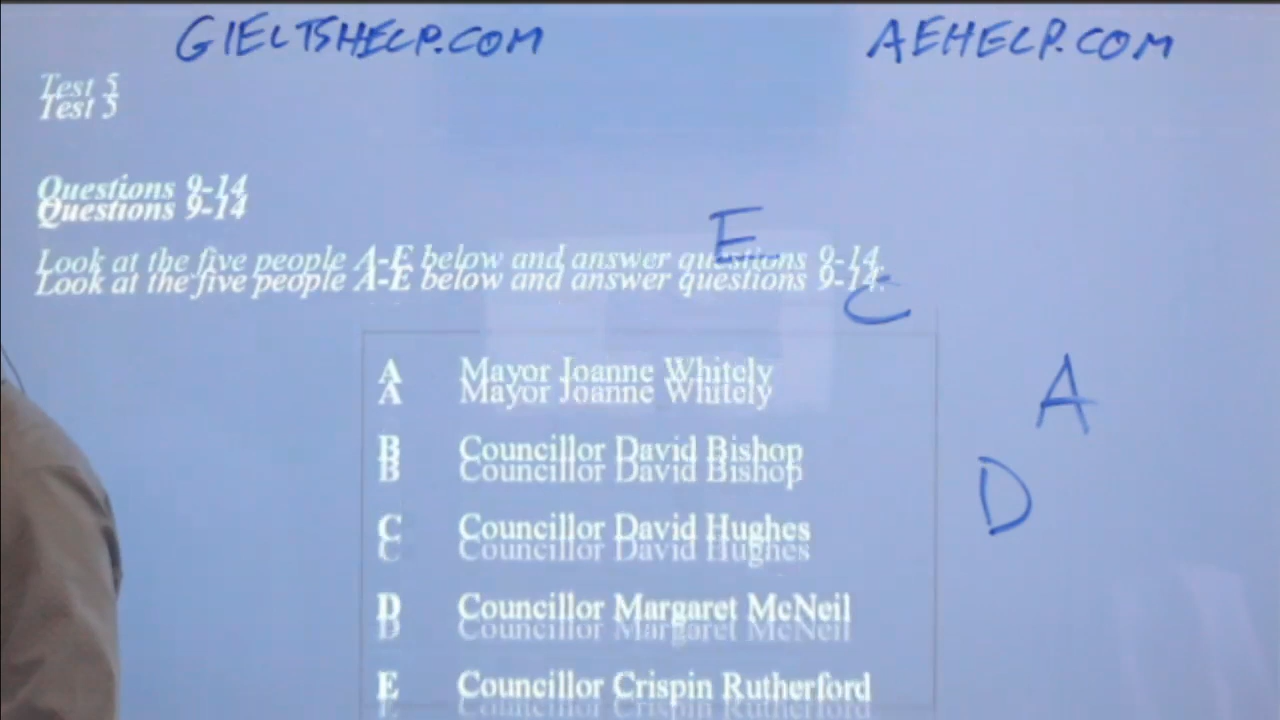 GIELTSHELP.COM AEHELP.COM
Test 5
Questions 9-14
E
Look at the five people A-E below and answer questions 9-14.
C
A Mayor Joanne Whitely
A
B Councillor David Bishop
D
C Councillor David Hughes
D Councillor Margaret McNeil
E Councillor Crispin Rutherford